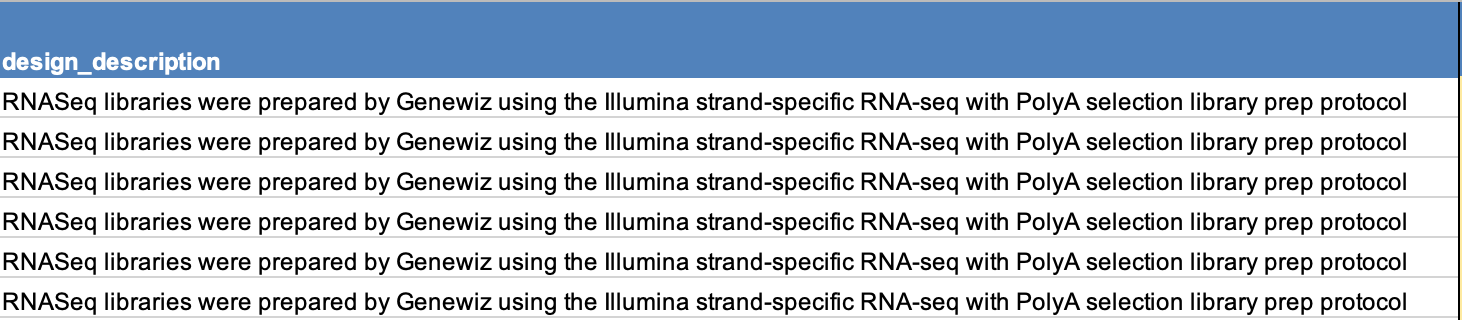 design_description
RNASeq libraries were prepared by Genewiz using the Illumina strand-specific RNA-seq with PolyA selection library prep protocol
RNASeq libraries were prepared by Genewiz using the Illumina strand-specific RNA-seq with PolyA selection library prep protocol
RNASeq libraries were prepared by Genewiz using the Illumina strand-specific RNA-seq with PolyA selection library prep protocol
RNASeq libraries were prepared by Genewiz using the Illumina strand-specific RNA-seq with PolyA selection library prep protocol
RNASeq libraries were prepared by Genewiz using the Illumina strand-specific RNA-seq with PolyA selection library prep protocol
RNASeq libraries were prepared by Genewiz using the Illumina strand-specific RNA-seq with PolyA selection library prep protocol